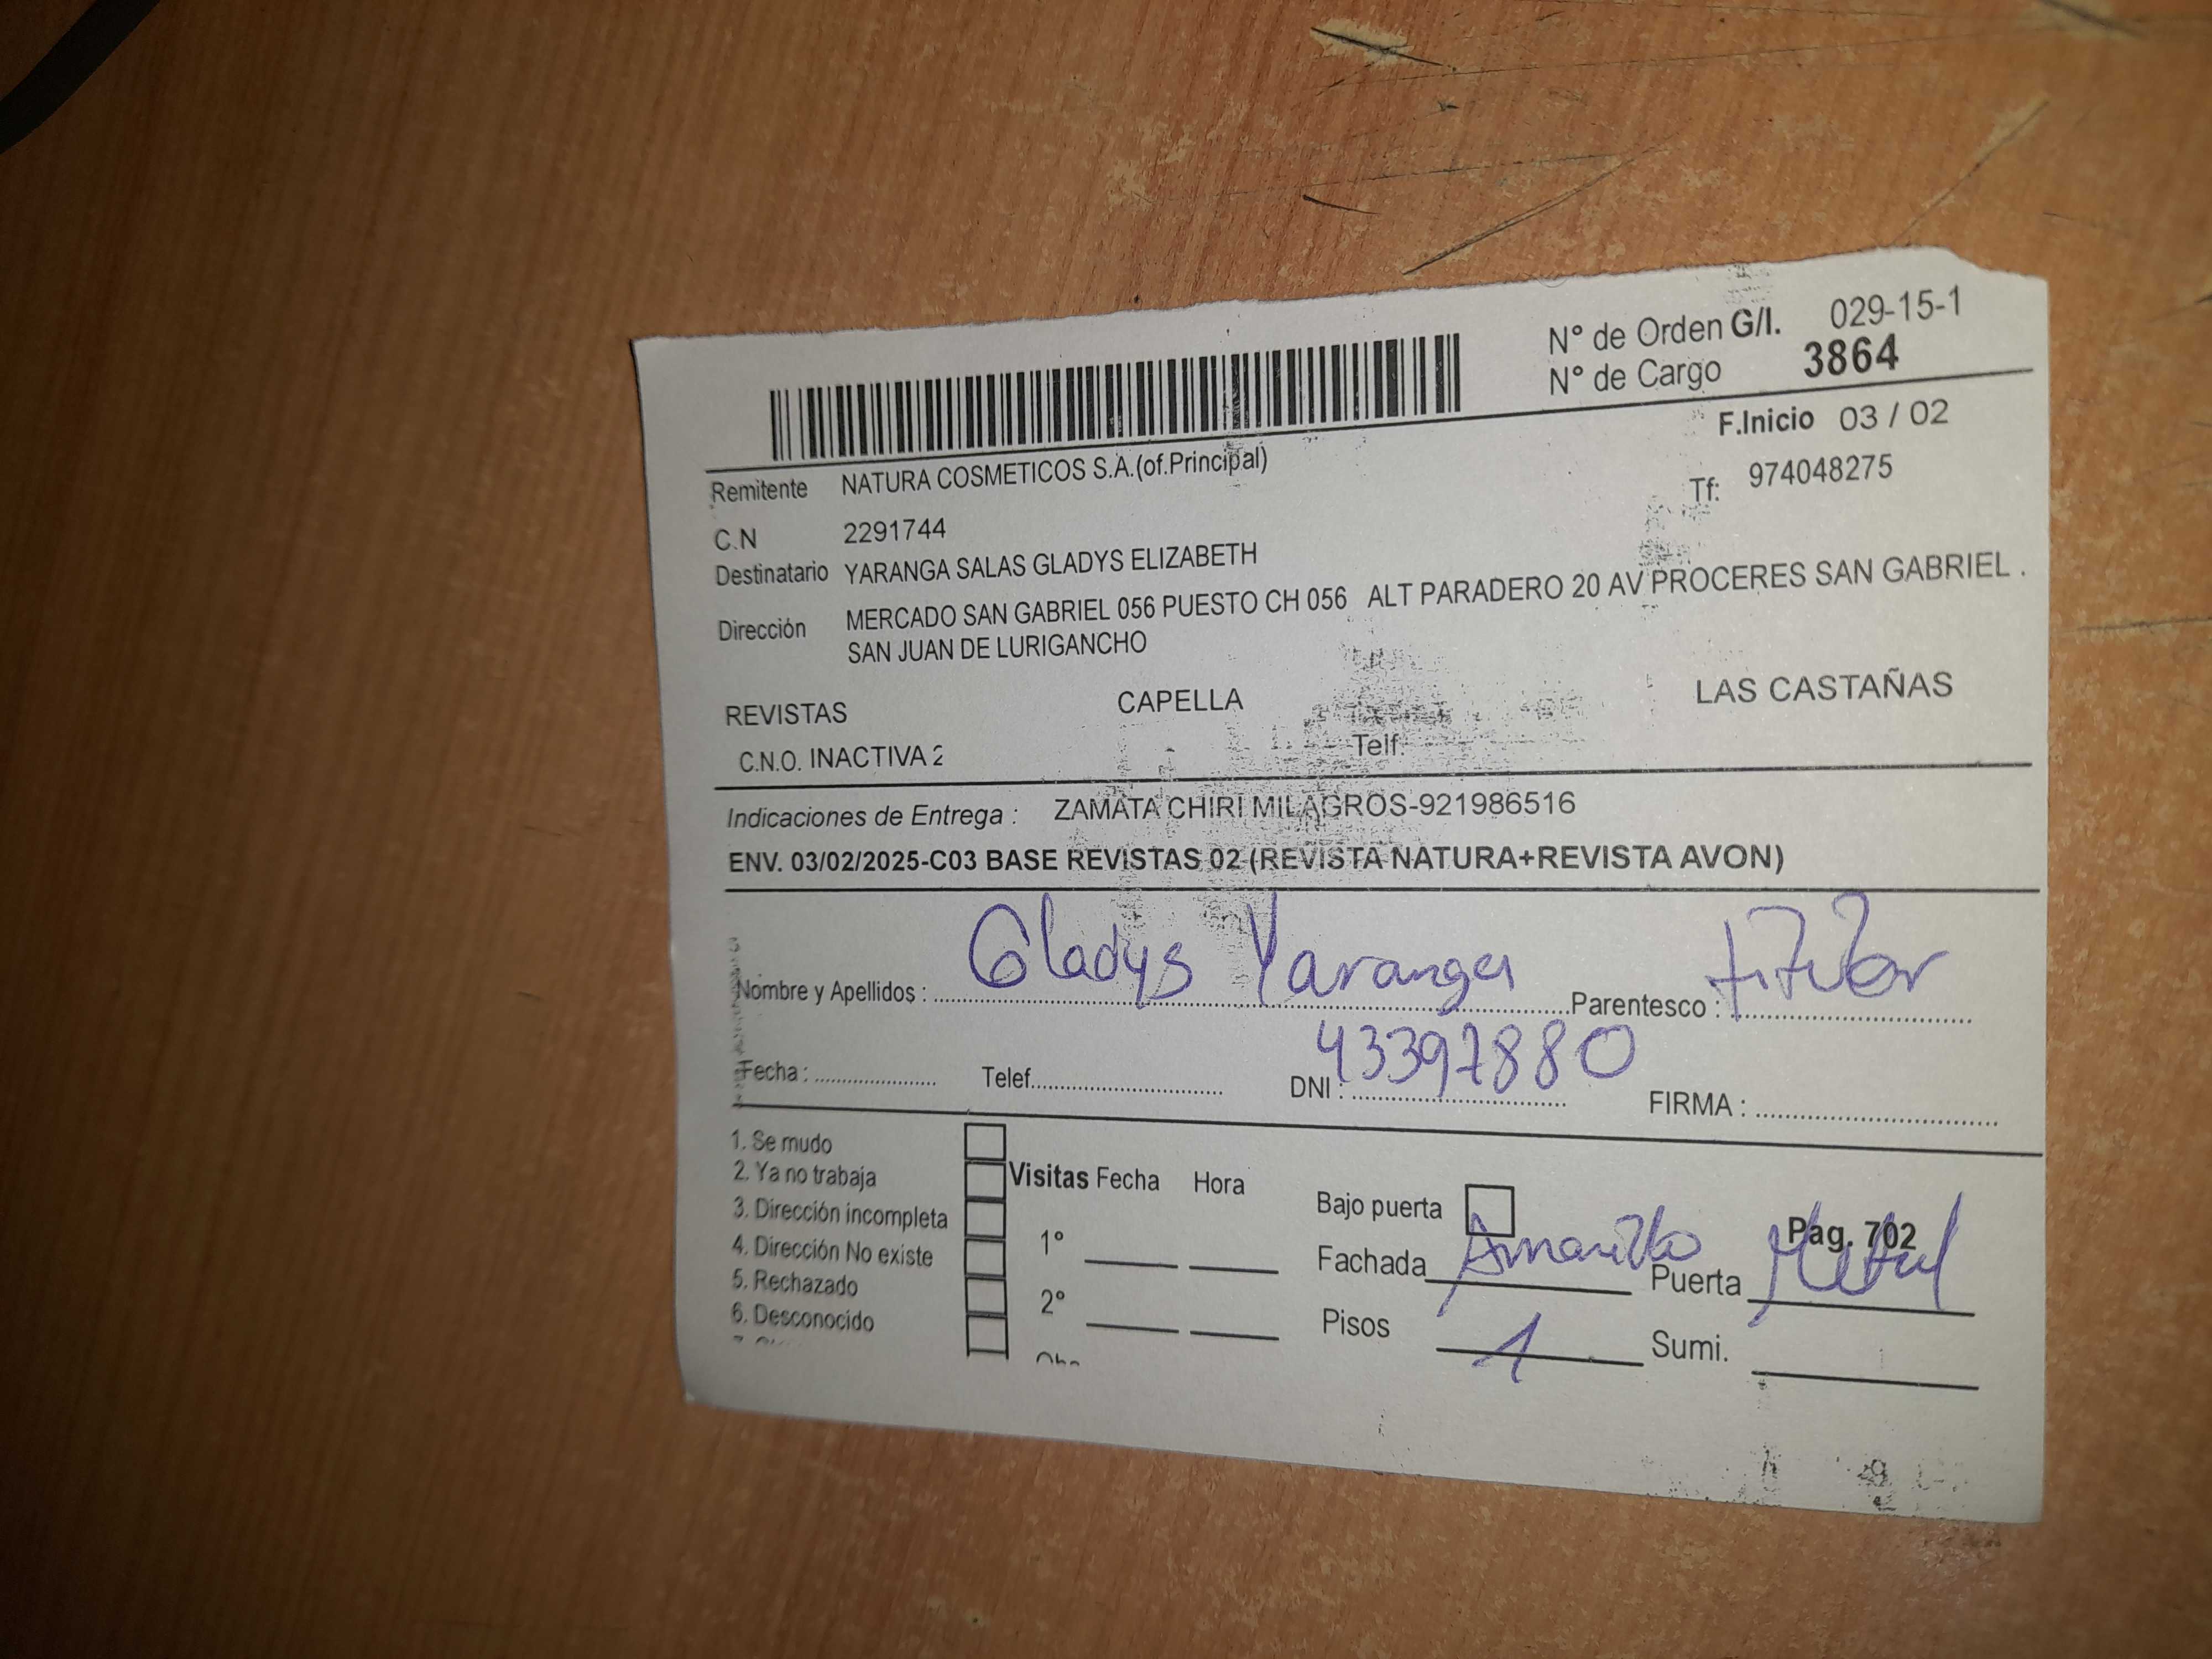 N° de Orden G/I. 029-15-1
N° de Cargo 3864
F.Inicio 03 / 02
Remitente NATURA COSMETICOS S.A.(of.Principal)
Tf: 974048275
C.N 2291744
Destinatario YARANGA SALAS GLADYS ELIZABETH
Dirección MERCADO SAN GABRIEL 056 PUESTO CH 056 ALT PARADERO 20 AV PROCERES SAN GABRIEL .
SAN JUAN DE LURIGANCHO
REVISTAS CAPELLA LAS CASTAÑAS
C.N.O. INACTIVA 2 Telf.
Indicaciones de Entrega : ZAMATA CHIRI MILAGROS-921986516
ENV. 03/02/2025-C03 BASE REVISTAS 02 (REVISTA NATURA+REVISTA AVON)
Nombre y Apellidos : Gladys Yaranga Parentesco : titular
Fecha : Telef. DNI : 43397880 FIRMA :
1. Se mudo
2. Ya no trabaja Visitas Fecha Hora
3. Dirección incompleta Bajo puerta Pag. 702
4. Dirección No existe 1° Fachada Amarillo Puerta Metal
5. Rechazado
6. Desconocido 2° Pisos 1 Sumi.